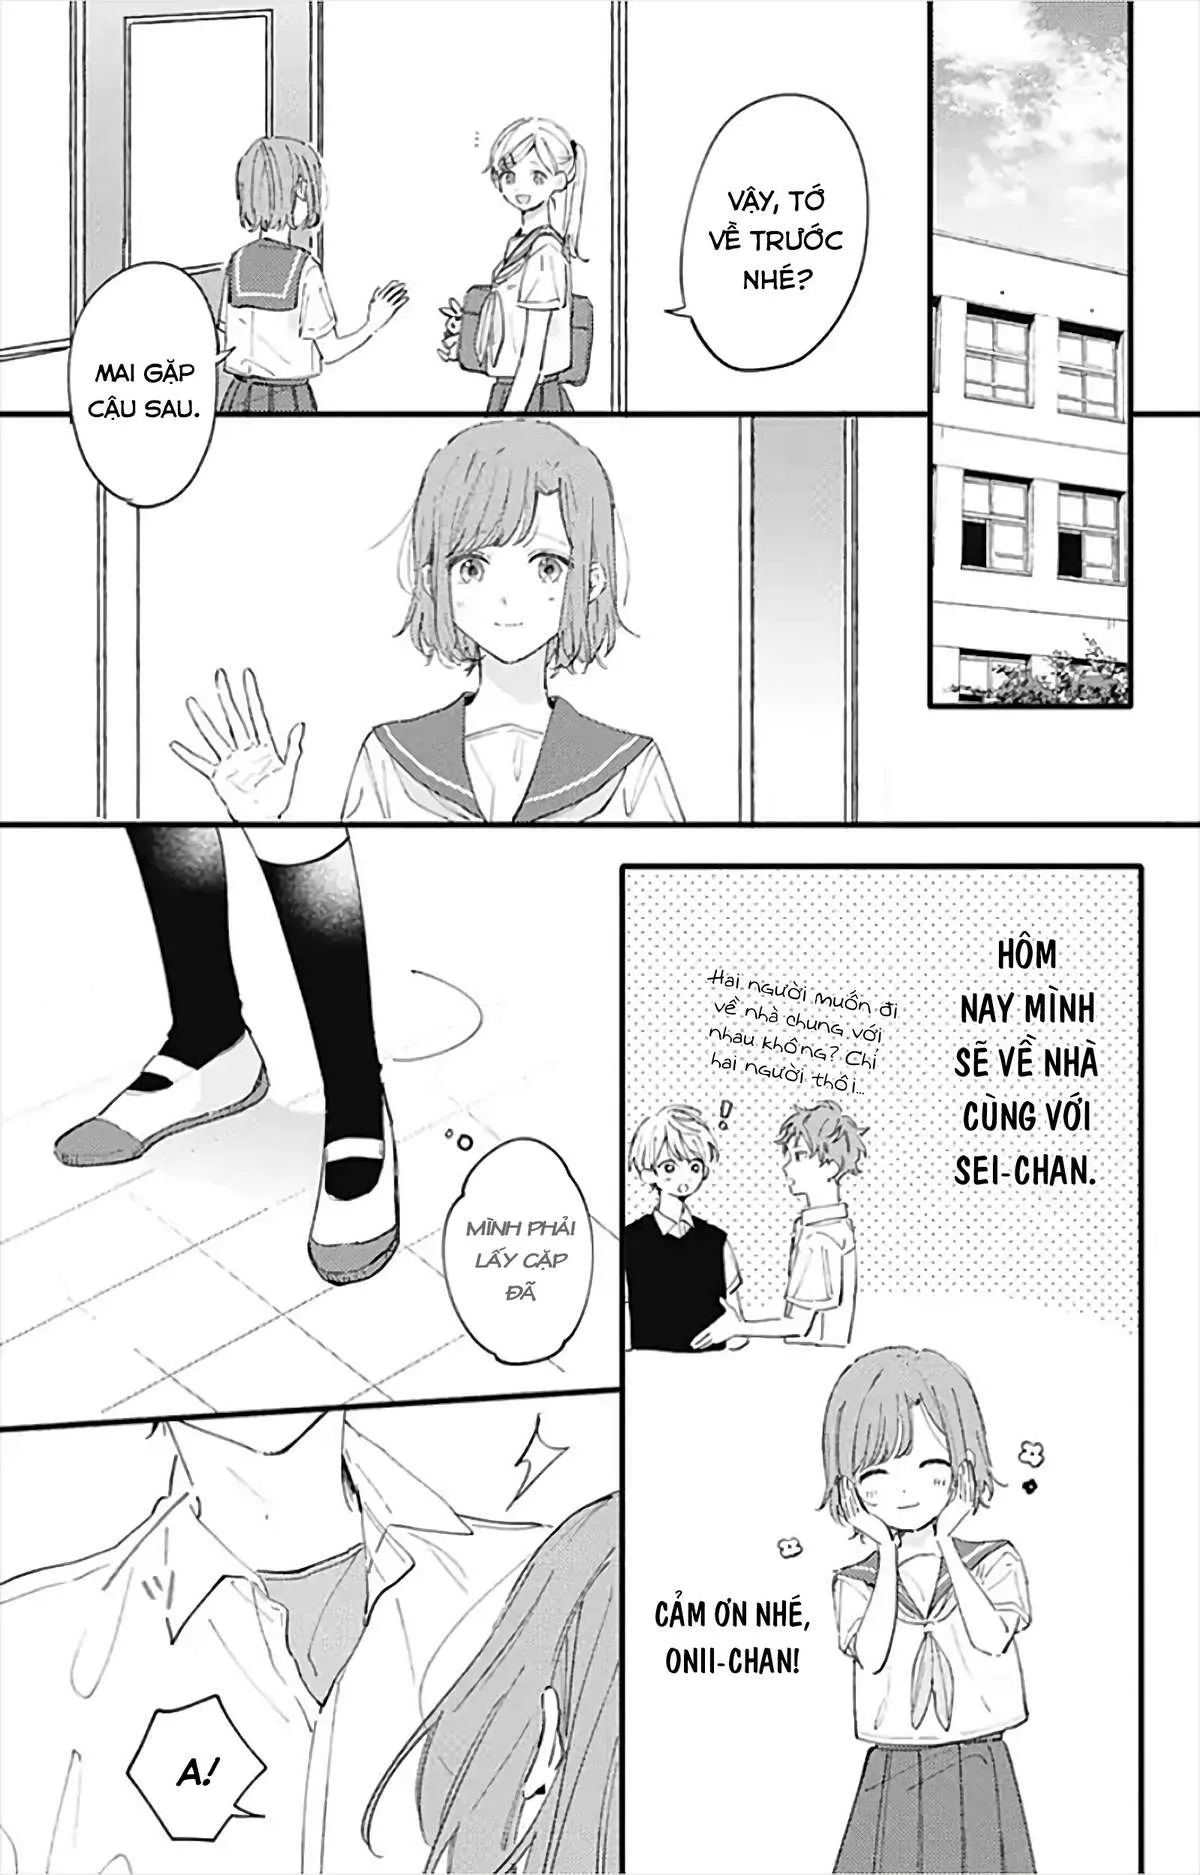 VẬY, TỚ
VỀ TRƯỚC
NHÉ?
MAI GẶP
CẬU SAU.
HÔM
NAY MÌNH
SẼ VỀ NHÀ
CÙNG VỚI
SEI-CHAN.
Hai người muốn đi
về nhà chung với
nhau không? Chỉ
hai người thôi...
!
CẢM ƠN NHÉ,
ONII-CHAN!
MÌNH PHẢI
LẤY CẶP
ĐÃ
A!